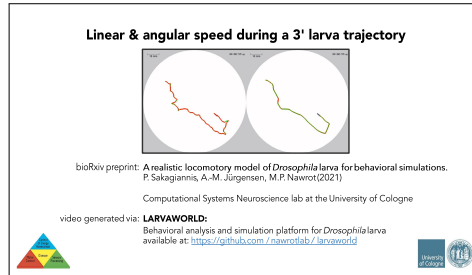 Linear & angular speed during a 3' larva trajectory
bioRxiv preprint: A realistic locomotory model of Drosophila larva for behavioral simulations.
P. Sakagiannis, A.-M. Jürgensen, M.P. Nawrot(2021)
Computational Systems Neuroscience lab at the University of Cologne
video generated via: LARVAWORLD:
Behavioral analysis and simulation platform for Drosophila larva
available at: https://github.com/nawrotlab/larvaworld
University
of Cologne